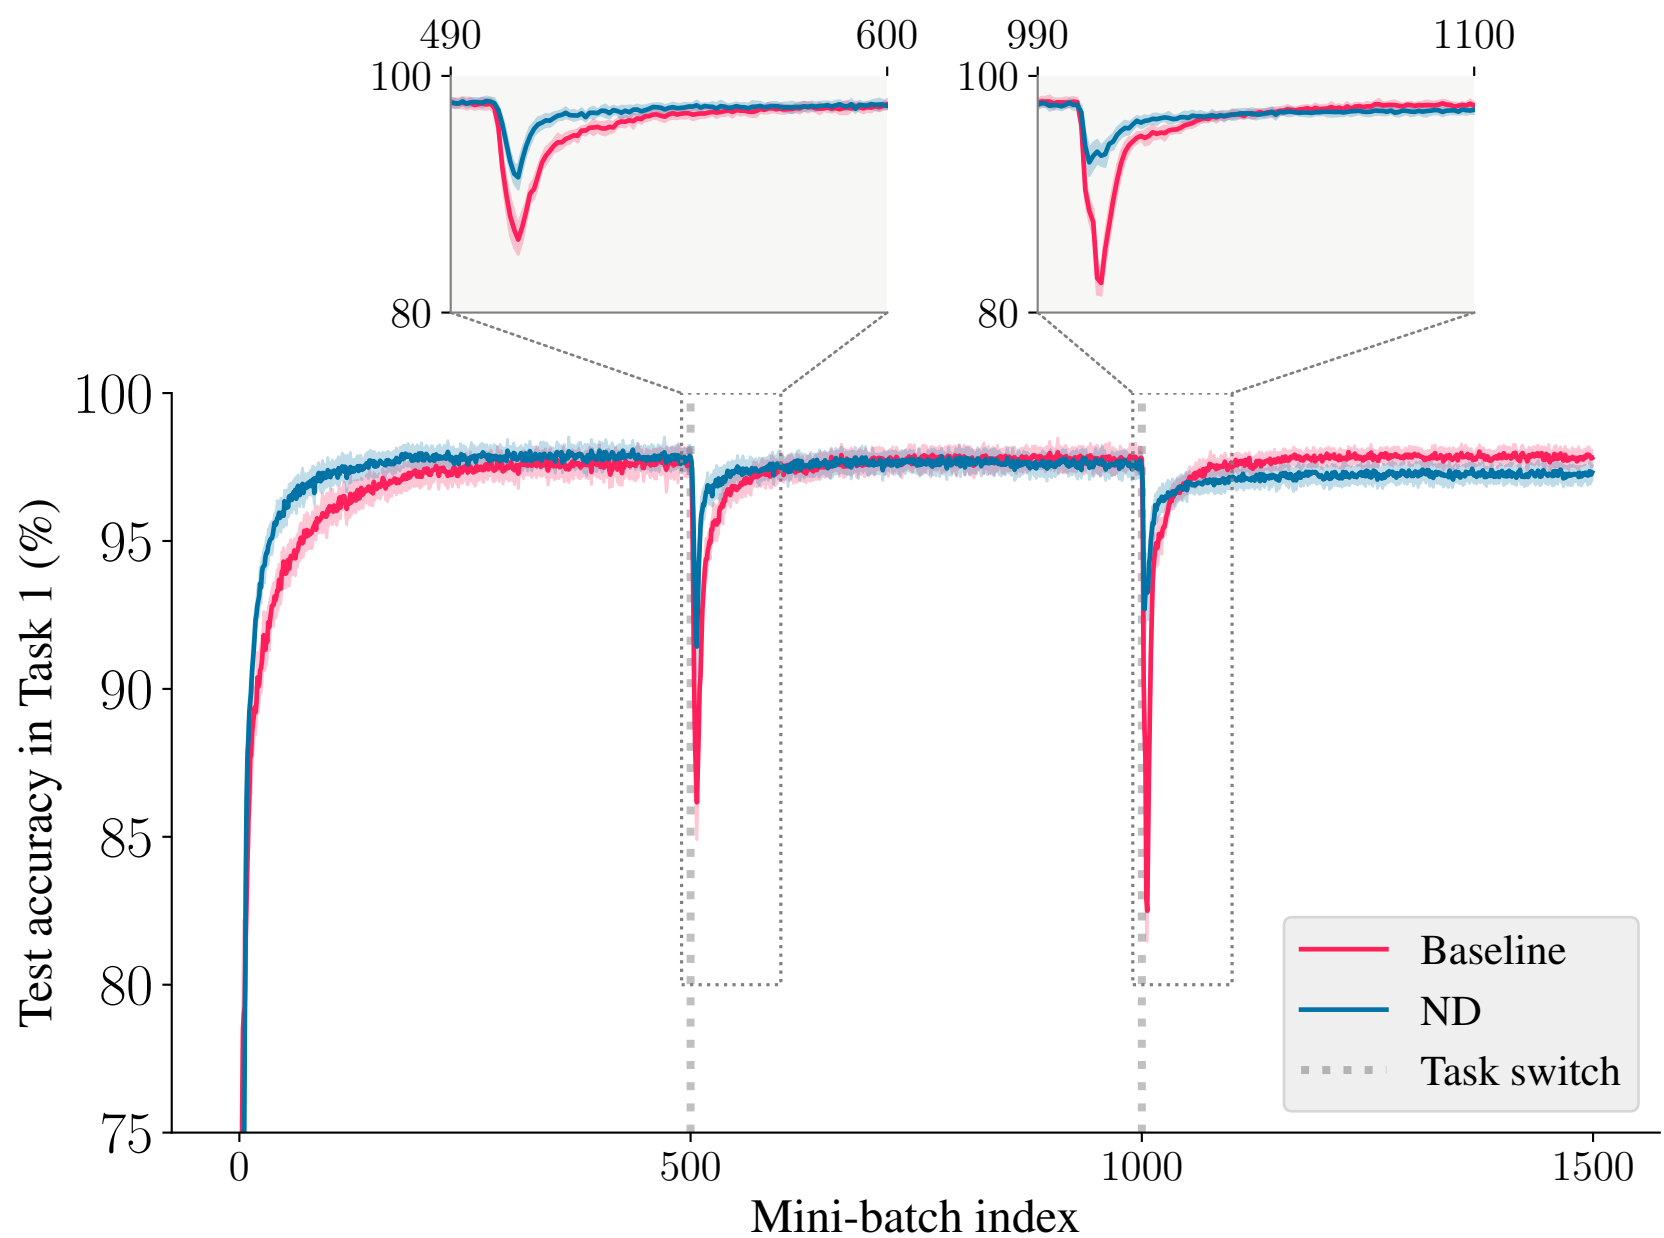 490 600 990 1100
100 100
80 80
100
95
90
85
80
75
0 500 1000 1500
Test accuracy in Task 1 (%)
Mini-batch index
Baseline
ND
Task switch